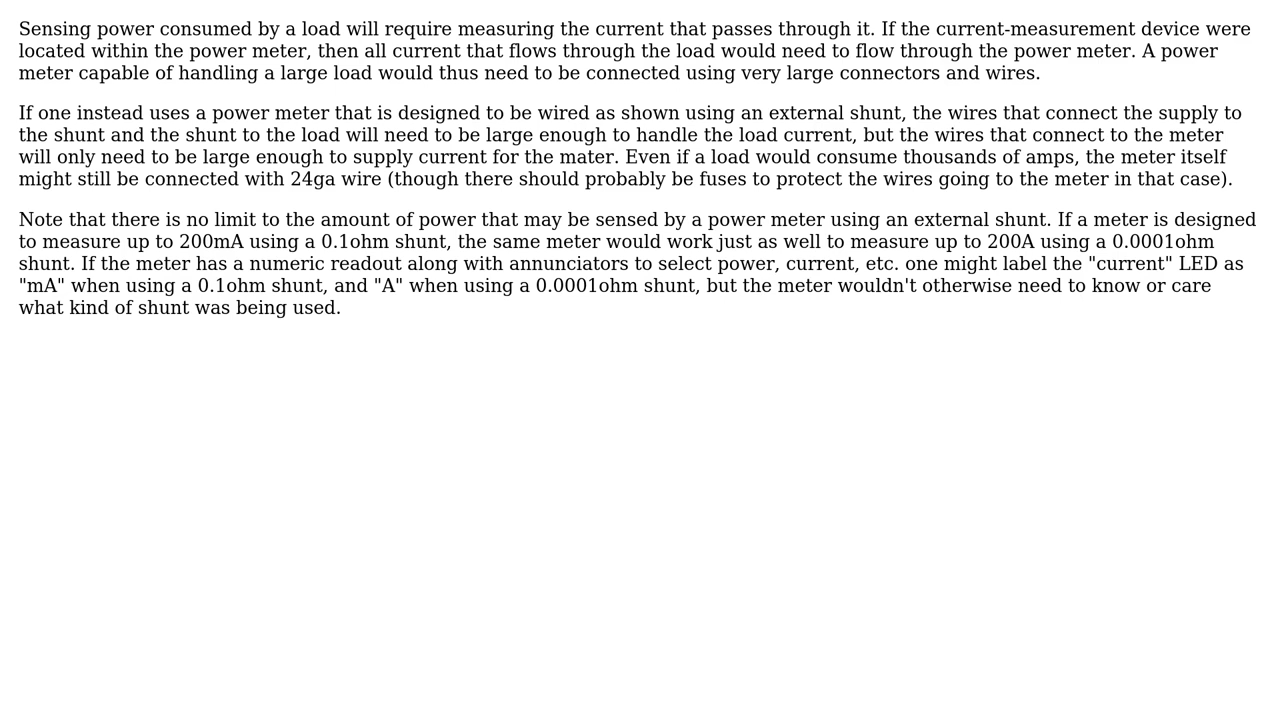 Sensing power consumed by a load will require measuring the current that passes through it. If the current-measurement device were
located within the power meter, then all current that flows through the load would need to flow through the power meter. A power
meter capable of handling a large load would thus need to be connected using very large connectors and wires.
If one instead uses a power meter that is designed to be wired as shown using an external shunt, the wires that connect the supply to
the shunt and the shunt to the load will need to be large enough to handle the load current, but the wires that connect to the meter
will only need to be large enough to supply current for the mater. Even if a load would consume thousands of amps, the meter itself
might still be connected with 24ga wire (though there should probably be fuses to protect the wires going to the meter in that case).
Note that there is no limit to the amount of power that may be sensed by a power meter using an external shunt. If a meter is designed
to measure up to 200mA using a 0.1ohm shunt, the same meter would work just as well to measure up to 200A using a 0.0001ohm
shunt. If the meter has a numeric readout along with annunciators to select power, current, etc. one might label the "current" LED as
"mA" when using a 0.1ohm shunt, and "A" when using a 0.0001ohm shunt, but the meter wouldn't otherwise need to know or care
what kind of shunt was being used.